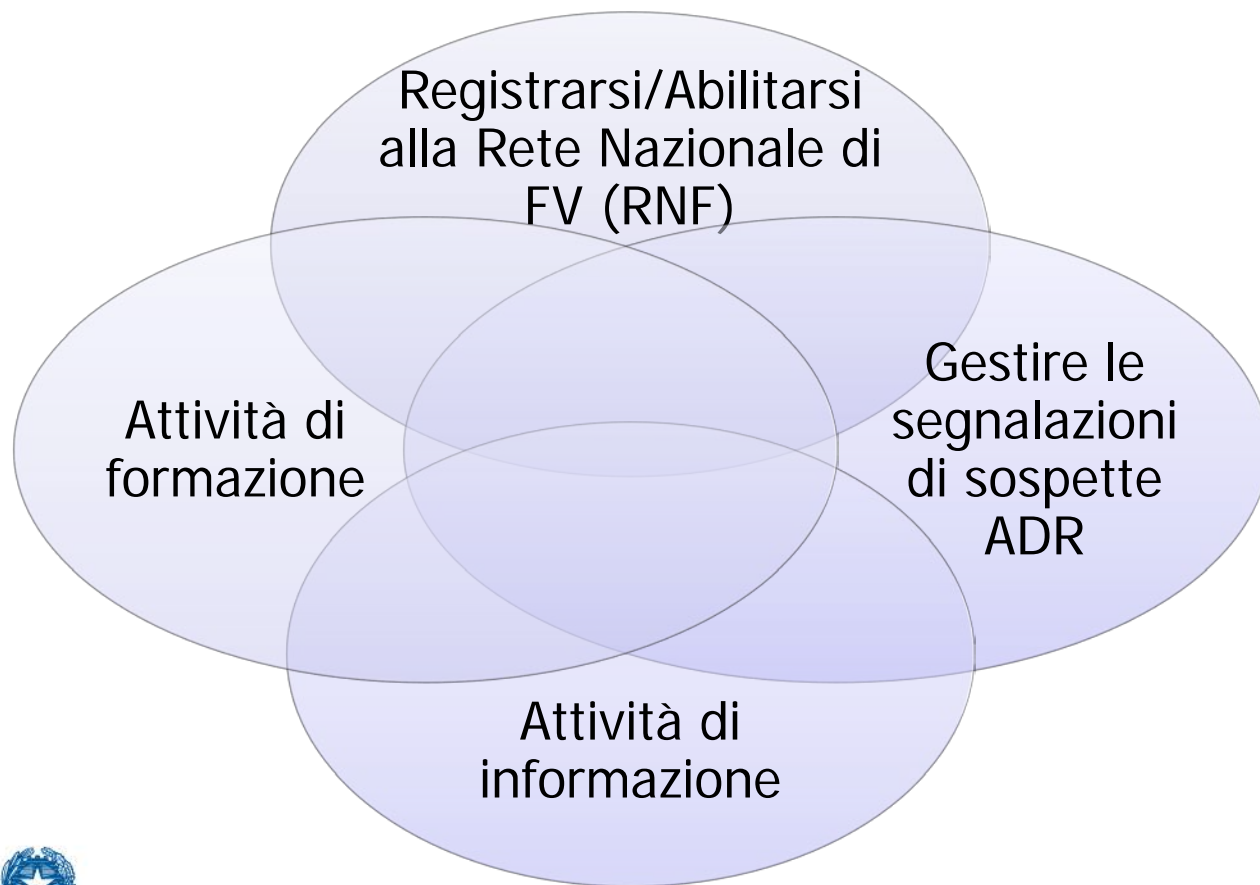 Registrarsi/Abilitarsi
alla Rete Nazionale di
FV (RNF)
Attività di
formazione
Gestire le
segnalazioni
di sospette
ADR
Attività di
informazione